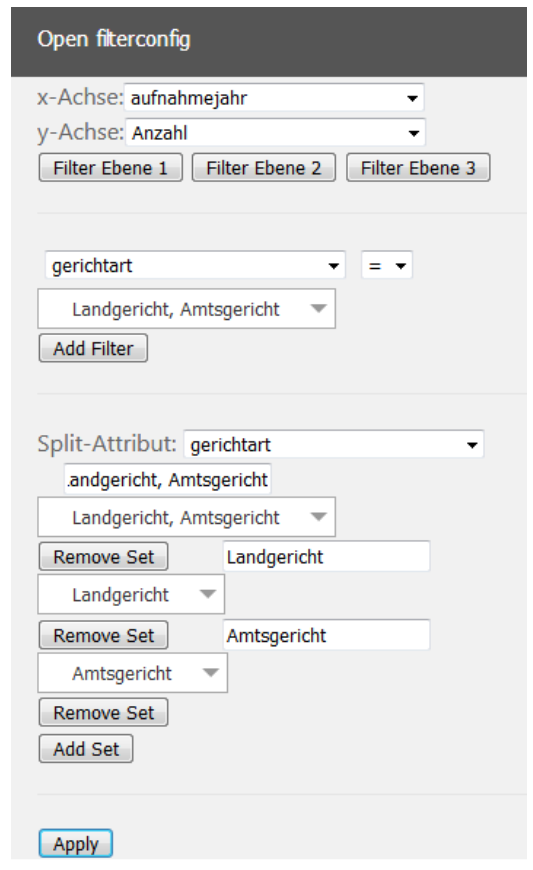 Open filterconfig
x-Achse: aufnahmejahr
y-Achse: Anzahl
Filter Ebene 1 Filter Ebene 2 Filter Ebene 3
gerichtart =
Landgericht, Amtsgericht
Add Filter
Split-Attribut: gerichtart
.andgericht, Amtsgericht
Landgericht, Amtsgericht
Remove Set Landgericht
Landgericht
Remove Set Amtsgericht
Amtsgericht
Remove Set
Add Set
Apply